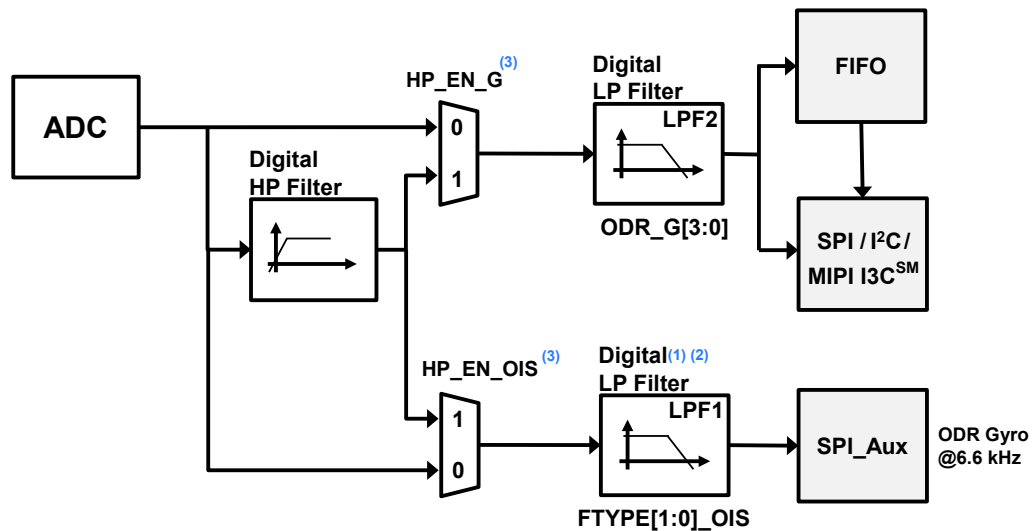 ADC
HP_EN_G (3)
0
1
Digital
HP Filter
Digital
LP Filter
LPF2
ODR_G[3:0]
FIFO
SPI / I²C /
MIPI I3C^SM
HP_EN_OIS (3)
1
0
Digital(1) (2)
LP Filter
LPF1
FTYPE[1:0]_OIS
SPI_Aux
ODR Gyro
@6.6 kHz